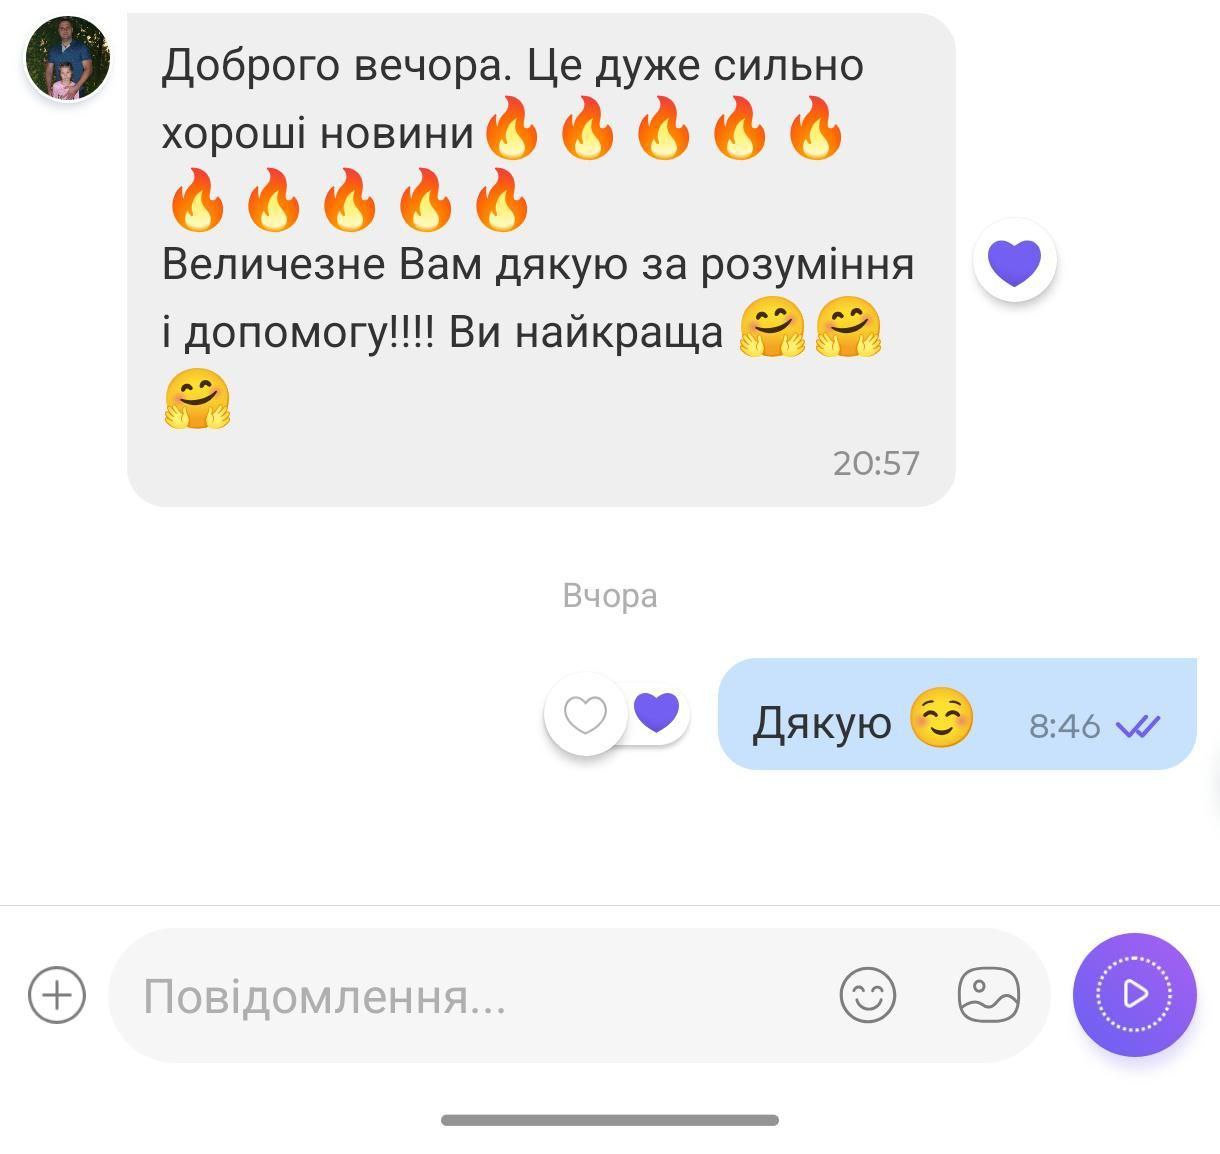 Доброго вечора. Це дуже сильно
хороші новини🔥🔥🔥🔥🔥
🔥🔥🔥🔥🔥
Величезне Вам дякую за розуміння
і допомогу!!!! Ви найкраща 🤗🤗
🤗
20:57
Вчора
Дякую ☺️ 8:46
Повідомлення...